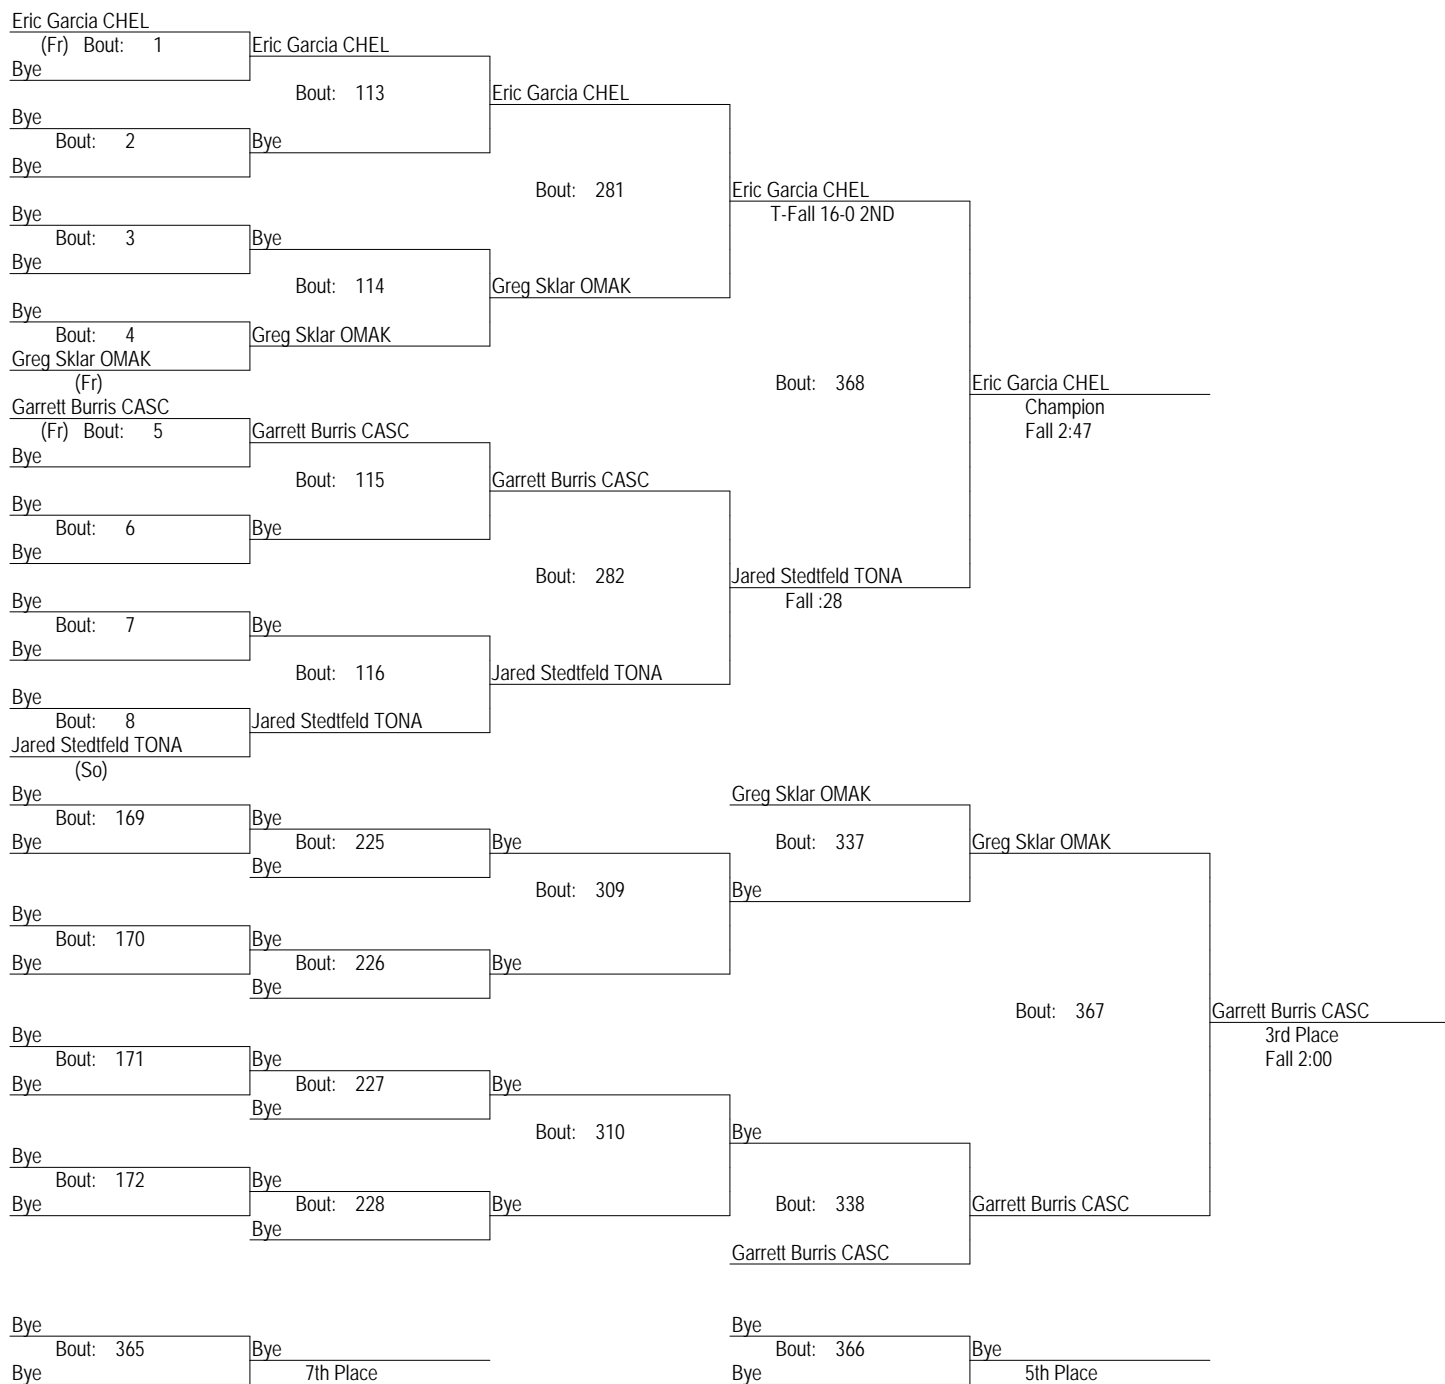 Eric Garcia CHEL
(Fr) Bout: 1 Eric Garcia CHEL
Bye
Bout: 113 Eric Garcia CHEL
Bye
Bout: 2 Bye
Bye
Bout: 281 Eric Garcia CHEL
Bye T-Fall 16-0 2ND
Bout: 3 Bye
Bye
Bout: 114 Greg Sklar OMAK
Bye
Bout: 4 Greg Sklar OMAK
Greg Sklar OMAK
(Fr) Bout: 368 Eric Garcia CHEL
Garrett Burris CASC Champion
(Fr) Bout: 5 Garrett Burris CASC Fall 2:47
Bye
Bout: 115 Garrett Burris CASC
Bye
Bout: 6 Bye
Bye
Bout: 282 Jared Stedtfeld TONA
Bye Fall :28
Bout: 7 Bye
Bye
Bout: 116 Jared Stedtfeld TONA
Bye
Bout: 8 Jared Stedtfeld TONA
Jared Stedtfeld TONA
(So)
Bye Greg Sklar OMAK
Bout: 169 Bye
Bye Bout: 225 Bye Bout: 337 Greg Sklar OMAK
Bye
Bout: 309 Bye
Bye
Bout: 170 Bye
Bye Bout: 226 Bye
Bye
Bout: 367 Garrett Burris CASC
Bye 3rd Place
Bout: 171 Bye Fall 2:00
Bye Bout: 227 Bye
Bye
Bout: 310 Bye
Bye
Bout: 172 Bye
Bye Bout: 228 Bye Bout: 338 Garrett Burris CASC
Bye
Garrett Burris CASC
Bye Bye
Bout: 365 Bye Bout: 366 Bye
Bye 7th Place Bye 5th Place